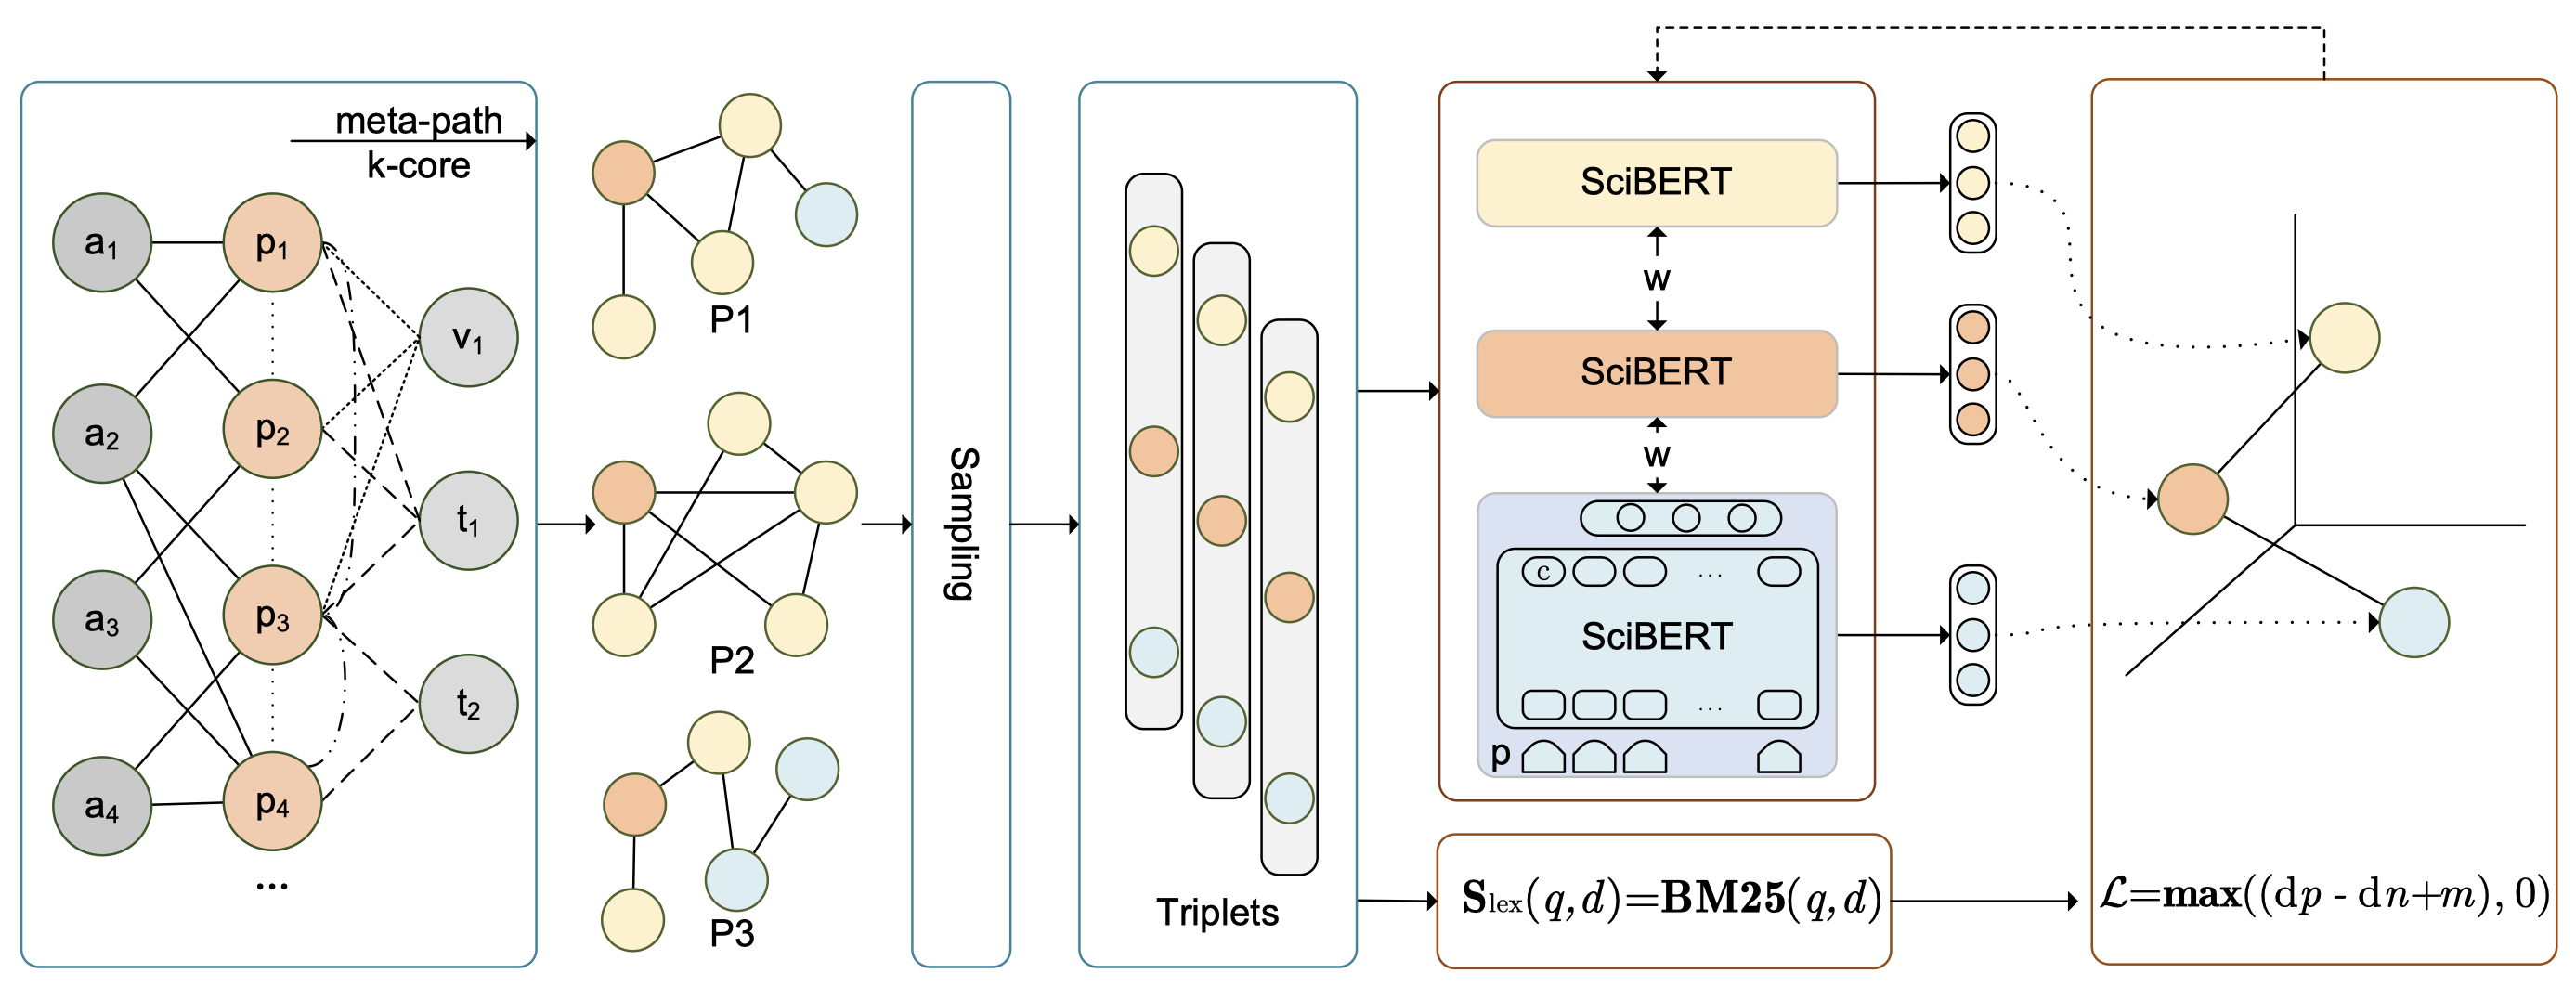 meta-path
k-core
a1
p1
v1
a2
p2
t1
a3
p3
t2
a4
p4
...
P1
P2
P3
Sampling
Triplets
SciBERT
w
SciBERT
w
c ...
SciBERT
...
p
Slex(q,d)=BM25(q,d)
ℒ=max((dp - dn+m), 0)